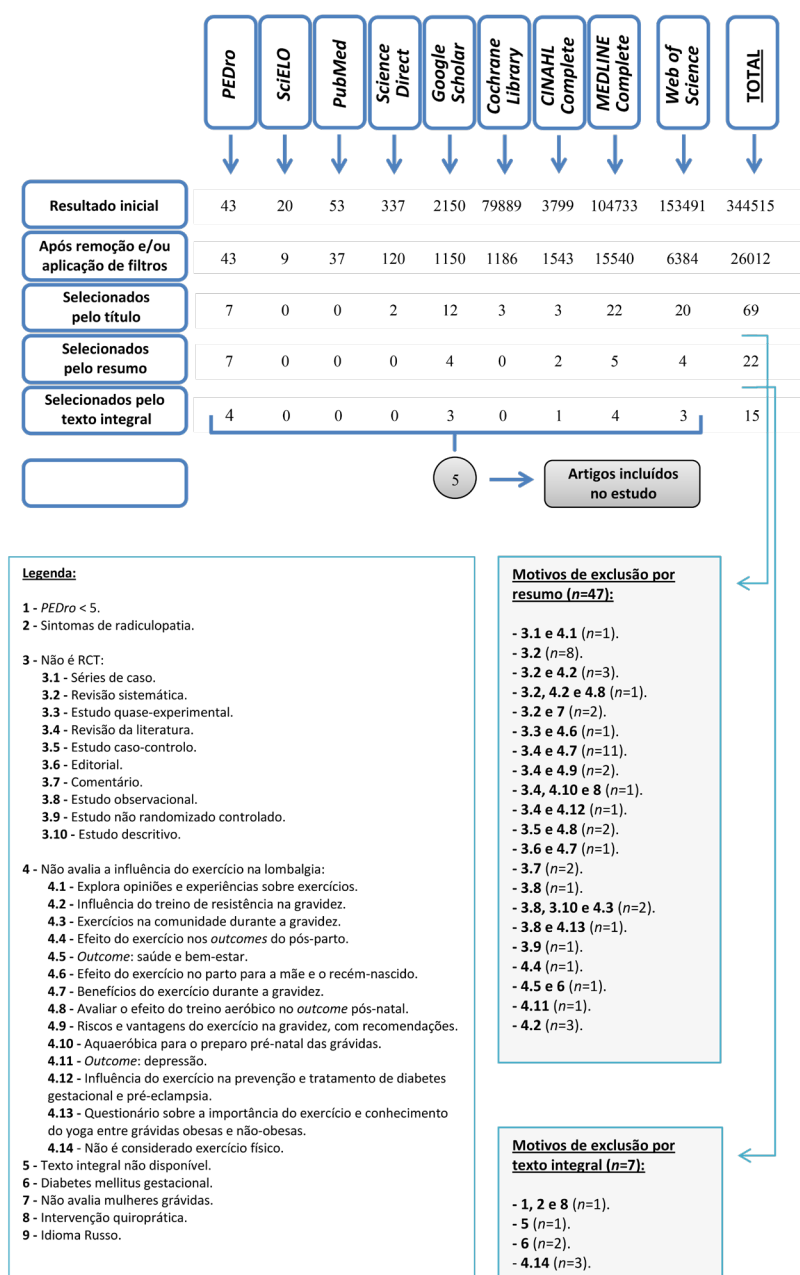 PEDro
SciELO
PubMed
Science
Direct
Google
Scholar
Cochrane
Library
CINAHL
Complete
MEDLINE
Complete
Web of
Science
TOTAL
Resultado inicial 43 20 53 337 2150 79889 3799 104733 153491 344515
Após remoção e/ou
aplicação de filtros 43 9 37 120 1150 1186 1543 15540 6384 26012
Selecionados
pelo título 7 0 0 2 12 3 3 22 20 69
Selecionados
pelo resumo 7 0 0 0 4 0 2 5 4 22
Selecionados pelo
texto integral 4 0 0 0 3 0 1 4 3 15
5
Artigos incluídos
no estudo
Legenda:
1 - PEDro < 5.
2 - Sintomas de radiculopatia.
3 - Não é RCT:
3.1 - Séries de caso.
3.2 - Revisão sistemática.
3.3 - Estudo quase-experimental.
3.4 - Revisão da literatura.
3.5 - Estudo caso-controlo.
3.6 - Editorial.
3.7 - Comentário.
3.8 - Estudo observacional.
3.9 - Estudo não randomizado controlado.
3.10 - Estudo descritivo.
4 - Não avalia a influência do exercício na lombalgia:
4.1 - Explora opiniões e experiências sobre exercícios.
4.2 - Influência do treino de resistência na gravidez.
4.3 - Exercícios na comunidade durante a gravidez.
4.4 - Efeito do exercício nos outcomes do pós-parto.
4.5 - Outcome: saúde e bem-estar.
4.6 - Efeito do exercício no parto para a mãe e o recém-nascido.
4.7 - Benefícios do exercício durante a gravidez.
4.8 - Avaliar o efeito do treino aeróbico no outcome pós-natal.
4.9 - Riscos e vantagens do exercício na gravidez, com recomendações.
4.10 - Aquaeróbica para o preparo pré-natal das grávidas.
4.11 - Outcome: depressão.
4.12 - Influência do exercício na prevenção e tratamento de diabetes
gestacional e pré-eclampsia.
4.13 - Questionário sobre a importância do exercício e conhecimento
do yoga entre grávidas obesas e não-obesas.
4.14 - Não é considerado exercício físico.
5 - Texto integral não disponível.
6 - Diabetes mellitus gestacional.
7 - Não avalia mulheres grávidas.
8 - Intervenção quiroprática.
9 - Idioma Russo.
Motivos de exclusão por
resumo (n=47):
- 3.1 e 4.1 (n=1).
- 3.2 (n=8).
- 3.2 e 4.2 (n=3).
- 3.2, 4.2 e 4.8 (n=1).
- 3.2 e 7 (n=2).
- 3.3 e 4.6 (n=1).
- 3.4 e 4.7 (n=11).
- 3.4 e 4.9 (n=2).
- 3.4, 4.10 e 8 (n=1).
- 3.4 e 4.12 (n=1).
- 3.5 e 4.8 (n=2).
- 3.6 e 4.7 (n=1).
- 3.7 (n=2).
- 3.8 (n=1).
- 3.8, 3.10 e 4.3 (n=2).
- 3.8 e 4.13 (n=1).
- 3.9 (n=1).
- 4.4 (n=1).
- 4.5 e 6 (n=1).
- 4.11 (n=1).
- 4.2 (n=3).
Motivos de exclusão por
texto integral (n=7):
- 1, 2 e 8 (n=1).
- 5 (n=1).
- 6 (n=2).
- 4.14 (n=3).